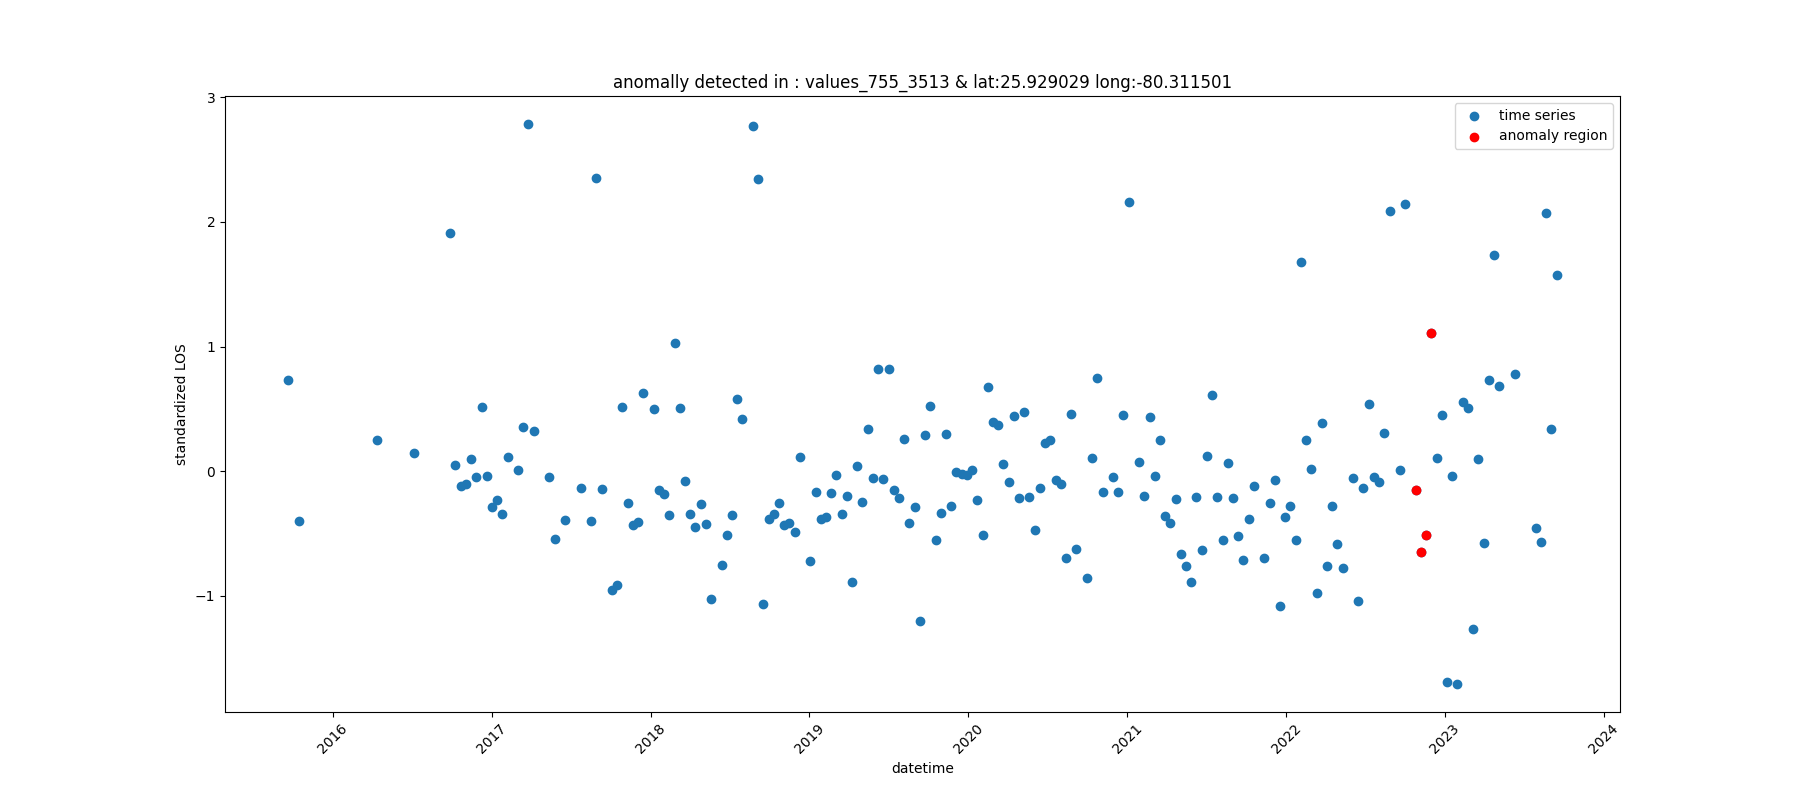 anomally detected in : values_755_3513 & lat:25.929029 long:-80.311501
time series
anomaly region
3
2
1
0
−1
standardized LOS
2016
2017
2018
2019
2020
2021
2022
2023
2024
datetime